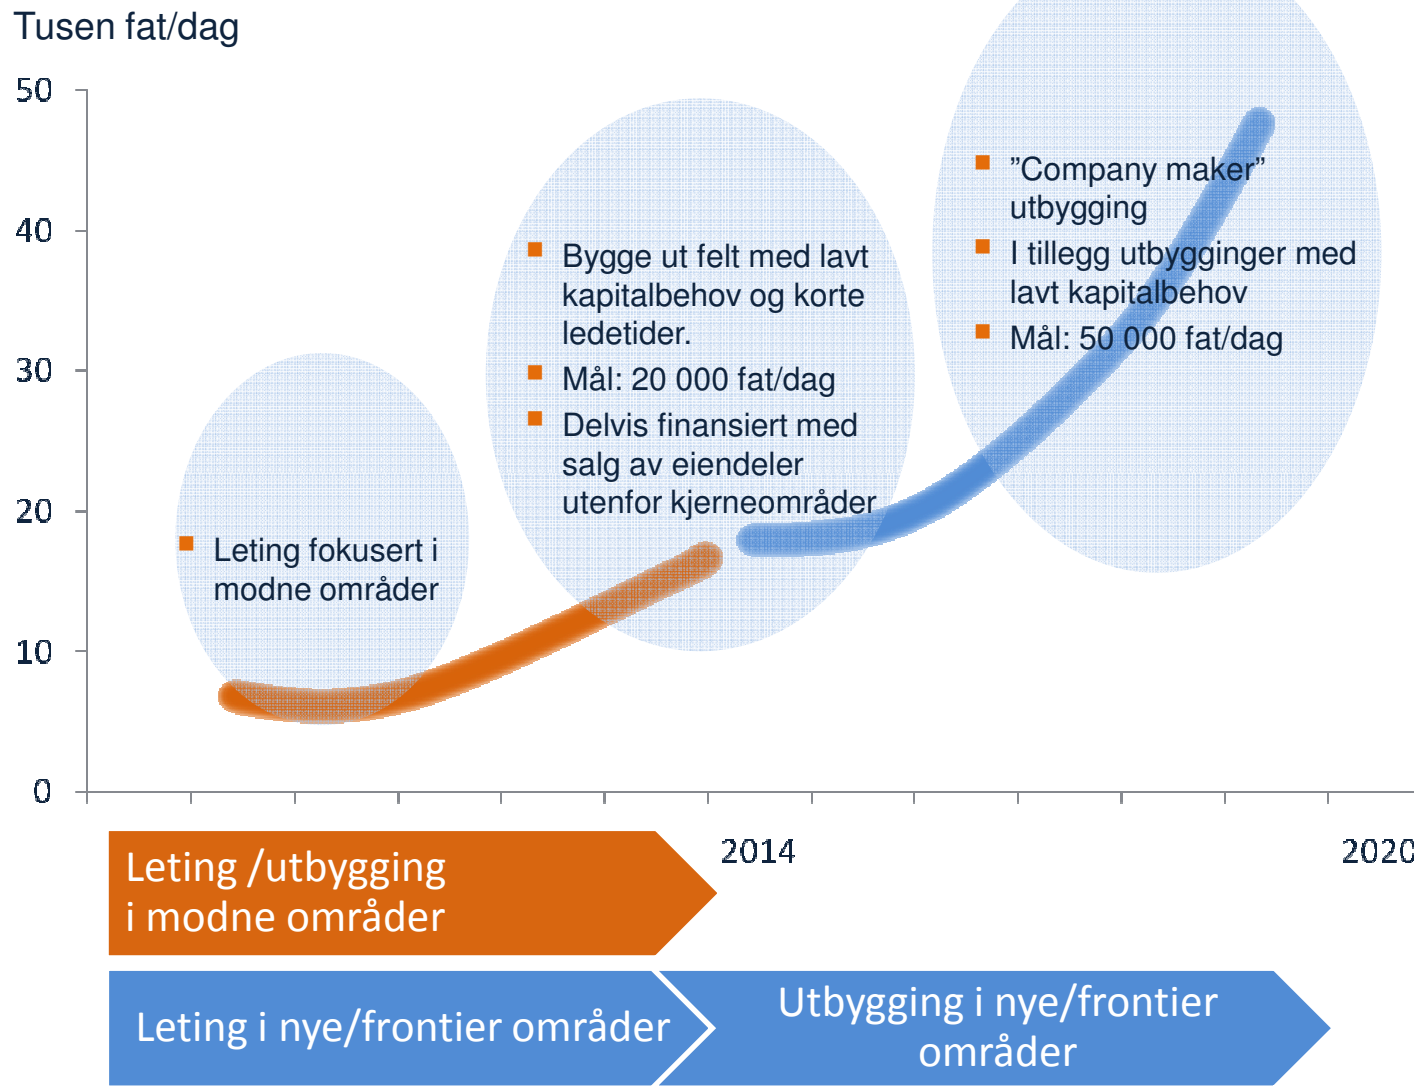 Tusen fat/dag
50
40
30
20
10
0
Leting fokusert i
modne områder
Bygge ut felt med lavt
kapitalbehov og korte
ledetider.
Mål: 20 000 fat/dag
Delvis finansiert med
salg av eiendeler
utenfor kjerneområder
”Company maker”
utbygging
I tillegg utbygginger med
lavt kapitalbehov
Mål: 50 000 fat/dag
2014
2020
Leting /utbygging
i modne områder
Leting i nye/frontier områder
Utbygging i nye/frontier
områder